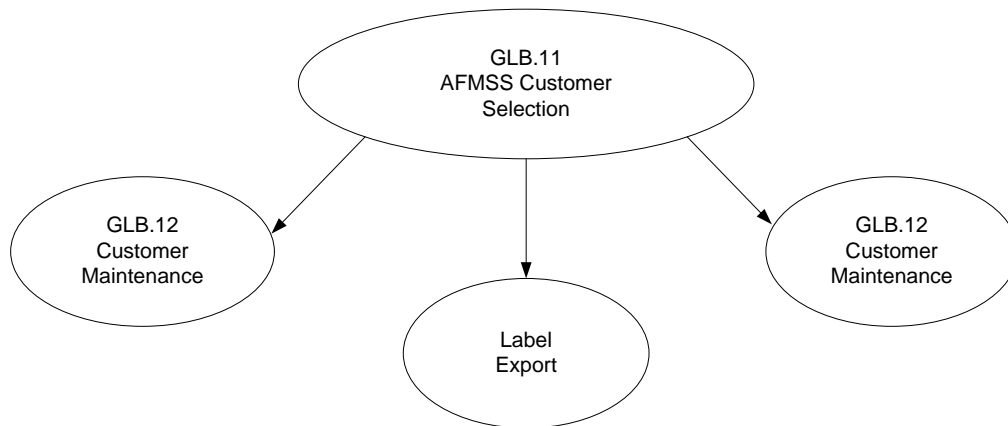 GLB.11
AFMSS Customer
Selection
GLB.12
Customer
Maintenance
GLB.12
Customer
Maintenance
Label
Export